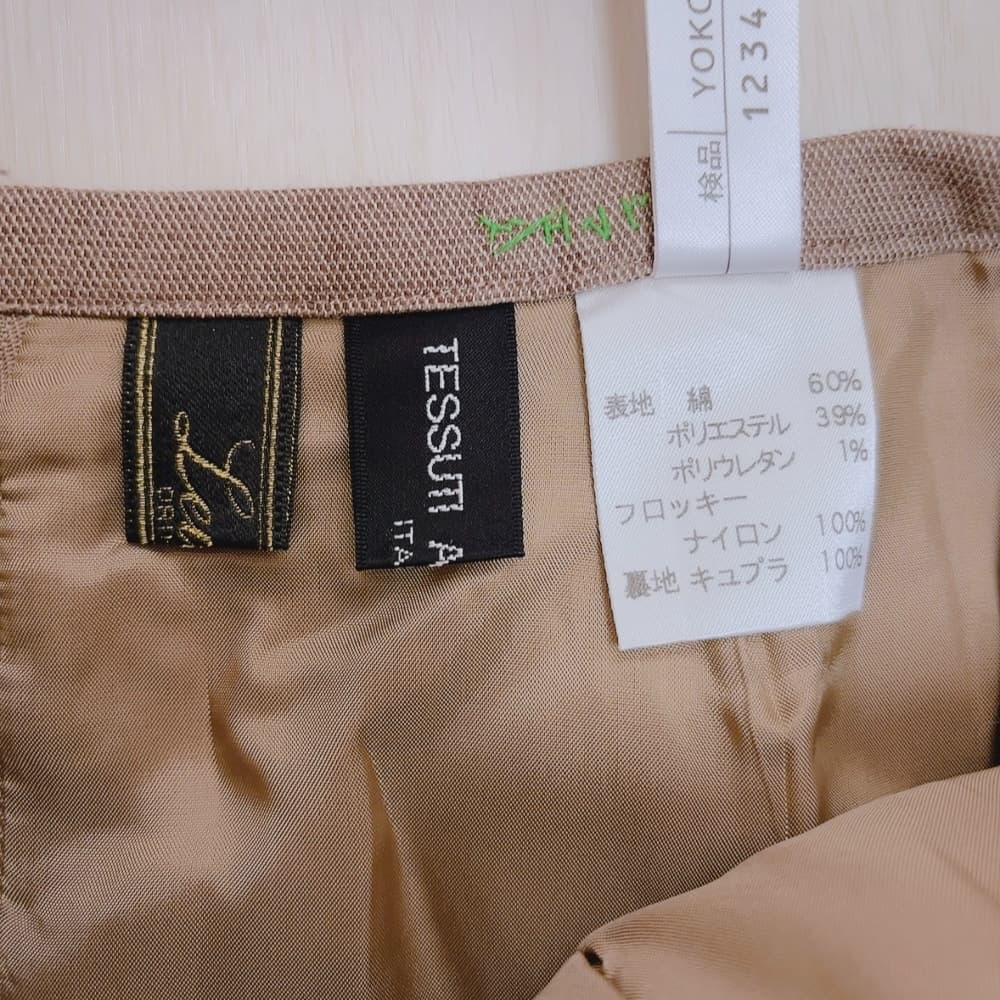 YOKO
1234
検品
TESSUTI A
ITA
表地 綿 60%
ポリエステル 39%
ポリウレタン 1%
フロッキー
ナイロン 100%
裏地 キュプラ 100%